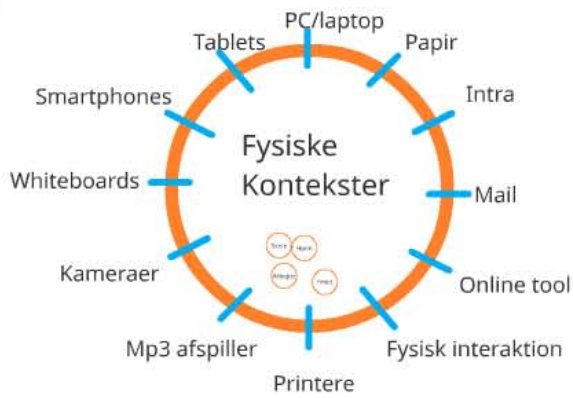 PC/laptop
Tablets
Papir
Smartphones
Intra
Fysiske
Kontekster
Whiteboards
Mail
Kameraer
Online tool
Mp3 afspiller
Fysisk interaktion
Printere